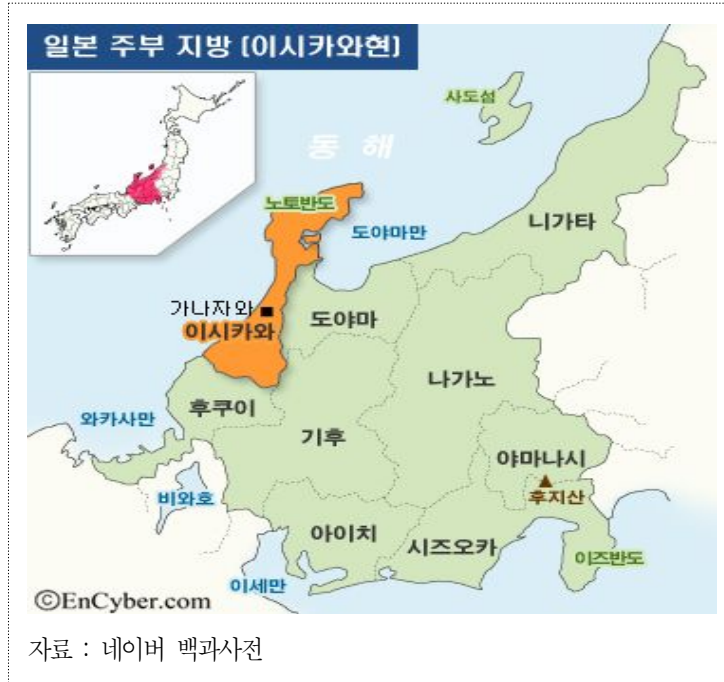 일본 주부 지방 [이시카와현]
사도섬
동 해
노토반도
니가타
도야마만
가나자와
도야마
이시카와
나가노
후쿠이
와카사만
기후
야마나시
비와호
후지산
아이치
시즈오카
이즈반도
이세만
©EnCyber.com
자료 : 네이버 백과사전